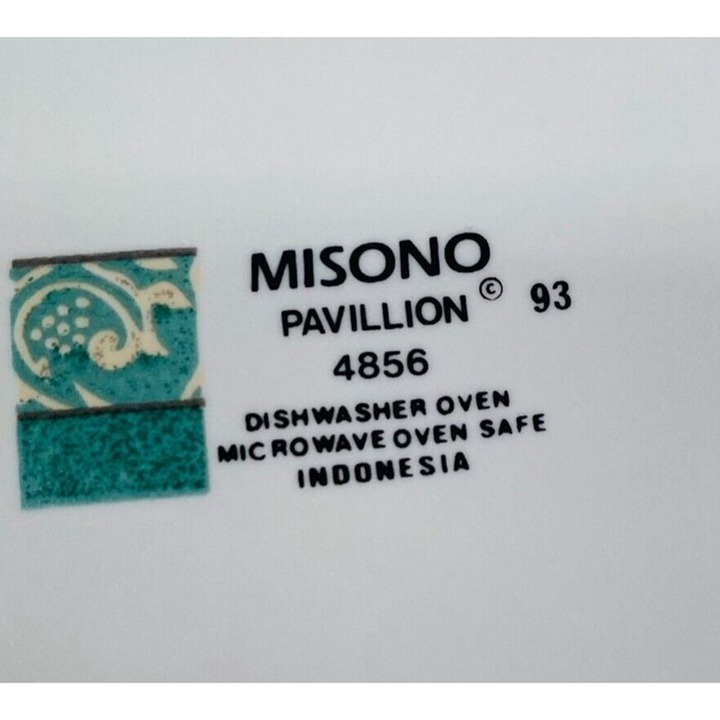 MISONO
PAVILLION © 93
4856
DISHWASHER OVEN
MICROWAVE OVEN SAFE
INDONESIA